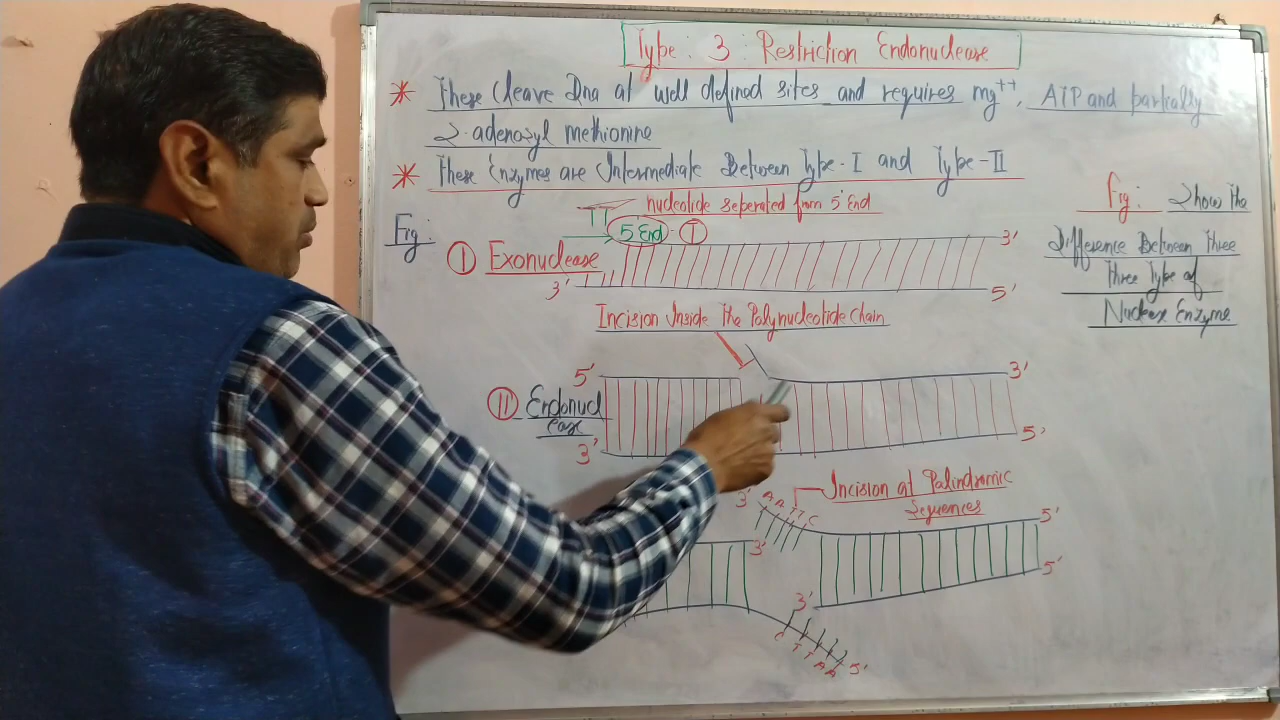 Type : 3 : Restriction Endonuclease
* These Cleave Dna at well defined sites and requires mg++, ATP and partially
S-adenosyl methionine
* These Enzymes are Intermediate Between Type-I and Type-II
nucleotide seperated from 5' End
Fig:
5' End I
3'
I Exonuclease
3'
5'
Incision Inside the Polynucleotide chain
5'
3'
II Endonucl
ease
3'
5'
Incision at Palindromic
Sequences
3' A A T T C
5'
3'
5'
3'
C T T A A 5'
Fig: Show the
Difference Between three
three Type of
Nuclease Enzyme